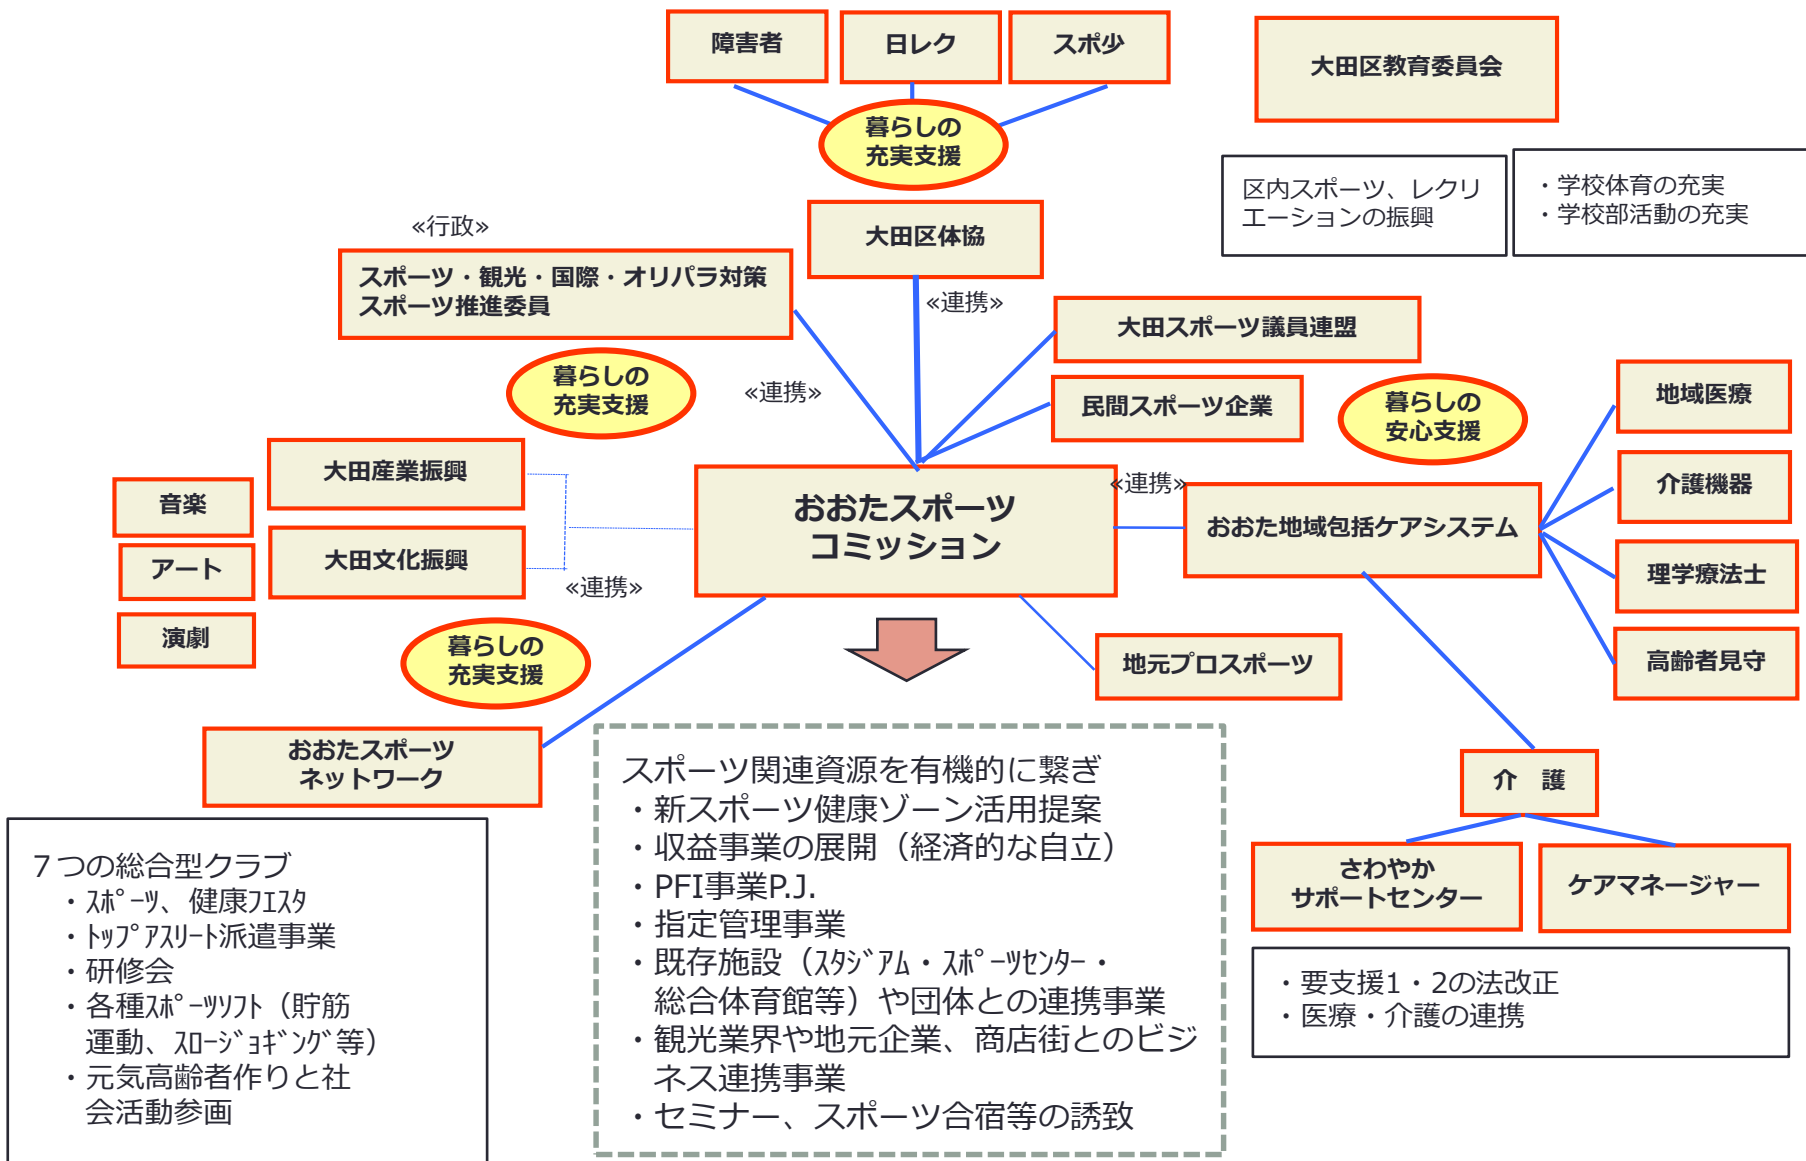 障害者
日レク
スポ少
大田区教育委員会
暮らしの
充実支援
区内スポーツ、レクリ
エーションの振興
・学校体育の充実
・学校部活動の充実
«行政»
大田区体協
スポーツ・観光・国際・オリパラ対策
スポーツ推進委員
«連携»
大田スポーツ議員連盟
暮らしの
充実支援
«連携»
民間スポーツ企業
暮らしの
安心支援
地域医療
大田産業振興
音楽
おおたスポーツ
コミッション
«連携»
おおた地域包括ケアシステム
介護機器
アート
大田文化振興
«連携»
理学療法士
演劇
暮らしの
充実支援
地元プロスポーツ
高齢者見守
おおたスポーツ
ネットワーク
スポーツ関連資源を有機的に繋ぎ
・新スポーツ健康ゾーン活用提案
・収益事業の展開（経済的な自立）
・PFI事業P.J.
・指定管理事業
・既存施設（ｽﾀｼﾞｱﾑ・ｽﾎﾟｰﾂｾﾝﾀｰ・
総合体育館等）や団体との連携事業
・観光業界や地元企業、商店街とのビジ
ネス連携事業
・セミナー、スポーツ合宿等の誘致
介　護
さわやか
サポートセンター
ケアマネージャー
７つの総合型クラブ
・ｽﾎﾟｰﾂ、健康ﾌｴｽﾀ
・ﾄｯﾌﾟｱｽﾘｰﾄ派遣事業
・研修会
・各種ｽﾎﾟｰﾂｿﾌﾄ（貯筋
運動、ｽﾛｰｼﾞｮｷﾞﾝｸﾞ等）
・元気高齢者作りと社
会活動参画
・要支援1・2の法改正
・医療・介護の連携